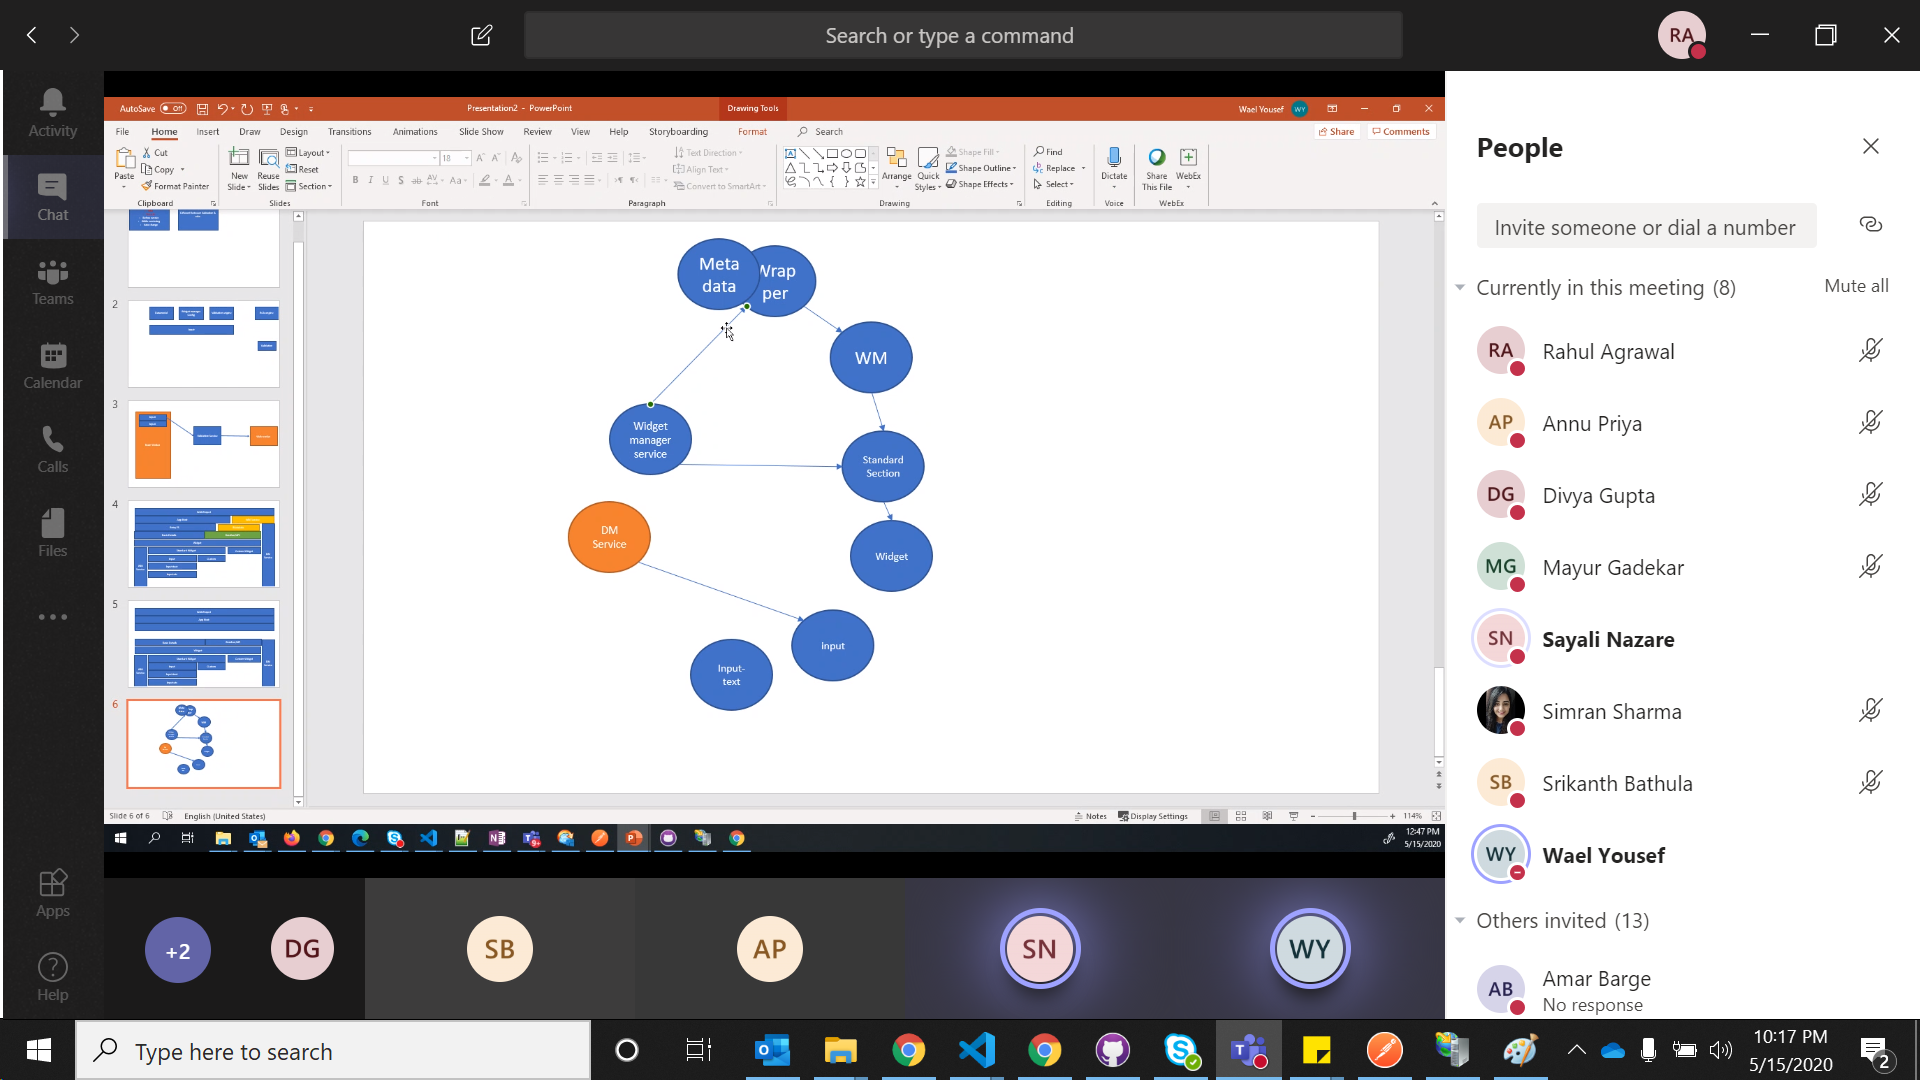 Search or type a command
RA
Activity
Chat
Teams
Calendar
Calls
Files
Apps
Help
AutoSave
Off
Presentation2 - PowerPoint
Drawing Tools
Wael Yousef
WY
File
Home
Insert
Draw
Design
Transitions
Animations
Slide Show
Review
View
Help
Storyboarding
Format
Search
Share
Comments
Paste
Cut
Copy
Format Painter
Clipboard
New
Slide
Reuse
Slides
Layout
Reset
Section
Slides
18
Font
Text Direction
Align Text
Convert to SmartArt
Paragraph
Arrange
Quick
Styles
Shape Fill
Shape Outline
Shape Effects
Drawing
Find
Replace
Select
Editing
Dictate
Voice
Share
This File
WebEx
WebEx
2
3
4
5
6
Meta
data
Wrap
per
WM
Widget
manager
service
Standard
Section
DM
Service
Widget
Input
Input-
text
Slide 6 of 6
English (United States)
Notes
Display Settings
114%
12:47 PM
5/15/2020
+2
DG
SB
AP
SN
WY
People
Invite someone or dial a number
Currently in this meeting (8)
Mute all
RA
Rahul Agrawal
AP
Annu Priya
DG
Divya Gupta
MG
Mayur Gadekar
SN
Sayali Nazare
Simran Sharma
SB
Srikanth Bathula
WY
Wael Yousef
Others invited (13)
AB
Amar Barge
No response
Type here to search
10:17 PM
5/15/2020
2